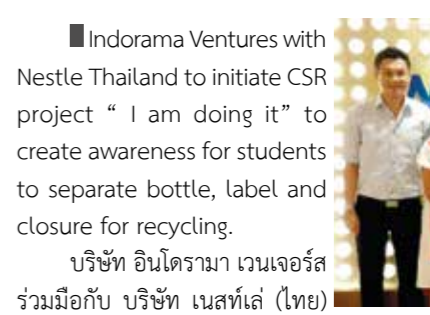 Indorama Ventures with
Nestle Thailand to initiate CSR
project “ I am doing it” to
create awareness for students
to separate bottle, label and
closure for recycling.
บริษัท อินโดรามา เวนเจอร์ส
ร่วมมือกับ บริษัท เนสท์เล่ (ไทย)